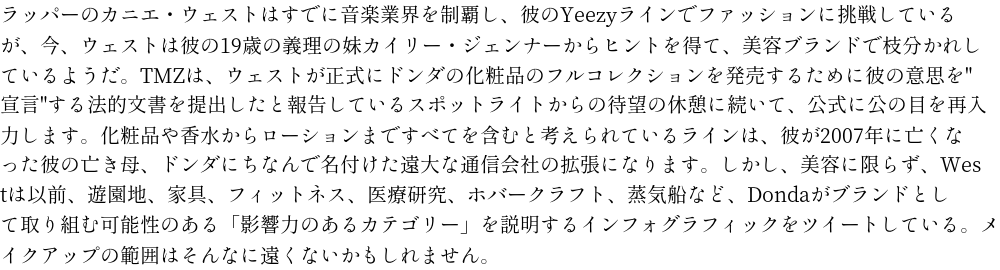 ラッパーのカニエ・ウェストはすでに音楽業界を制覇し、彼のYeezyラインでファッションに挑戦している
が、今、ウェストは彼の19歳の義理の妹カイリー・ジェンナーからヒントを得て、美容ブランドで枝分かれし
ているようだ。TMZは、ウェストが正式にドンダの化粧品のフルコレクションを発売するために彼の意思を"
宣言"する法的文書を提出したと報告しているスポットライトからの待望の休憩に続いて、公式に公の目を再入
力します。化粧品や香水からローションまですべてを含むと考えられているラインは、彼が2007年に亡くな
った彼の亡き母、ドンダにちなんで名付けた遠大な通信会社の拡張になります。しかし、美容に限らず、Wes
tは以前、遊園地、家具、フィットネス、医療研究、ホバークラフト、蒸気船など、Dondaがブランドとし
て取り組む可能性のある「影響力のあるカテゴリー」を説明するインフォグラフィックをツイートしている。メ
イクアップの範囲はそんなに遠くないかもしれません。